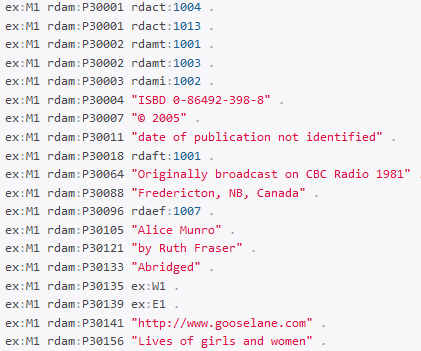 ex:M1 rdam:P30001 rdact:1004 .
ex:M1 rdam:P30001 rdact:1013 .
ex:M1 rdam:P30002 rdamt:1001 .
ex:M1 rdam:P30002 rdamt:1003 .
ex:M1 rdam:P30003 rdami:1002 .
ex:M1 rdam:P30004 "ISBD 0-86492-398-8" .
ex:M1 rdam:P30007 "© 2005" .
ex:M1 rdam:P30011 "date of publication not identified" .
ex:M1 rdam:P30018 rdaft:1001 .
ex:M1 rdam:P30064 "Originally broadcast on CBC Radio 1981" .
ex:M1 rdam:P30088 "Fredericton, NB, Canada" .
ex:M1 rdam:P30096 rdaef:1007 .
ex:M1 rdam:P30105 "Alice Munro" .
ex:M1 rdam:P30121 "by Ruth Fraser" .
ex:M1 rdam:P30133 "Abridged" .
ex:M1 rdam:P30135 ex:W1 .
ex:M1 rdam:P30139 ex:E1 .
ex:M1 rdam:P30141 "http://www.gooselane.com" .
ex:M1 rdam:P30156 "Lives of girls and women" .